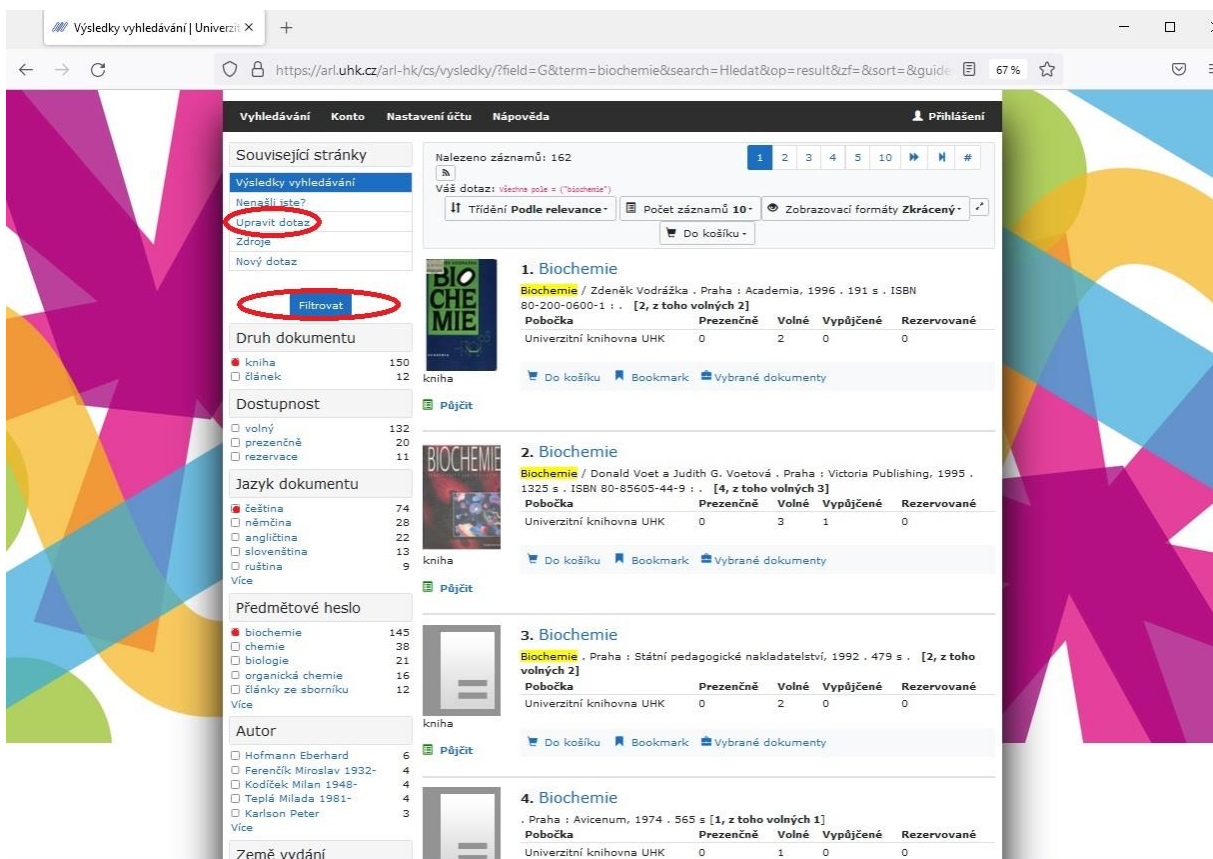 Výsledky vyhledávání | Univerzit
https://arl.uhk.cz/arl-hk/cs/vysledky/?field=G&term=biochemie&search=Hledat&op=result&zf=&sort=&guide
67 %
Vyhledávání Konto Nastavení účtu Nápověda Přihlášení
Související stránky
Výsledky vyhledávání
Nenašli jste?
Upravit dotaz
Zdroje
Nový dotaz
Filtrovat
Druh dokumentu
kniha 150
článek 12
Dostupnost
volný 132
prezenčně 20
rezervace 11
Jazyk dokumentu
čeština 74
němčina 28
angličtina 22
slovenština 13
ruština 9
Více
Předmětové heslo
biochemie 145
chemie 38
biologie 21
organická chemie 16
články ze sborníku 12
Více
Autor
Hofmann Eberhard 6
Ferenčík Miroslav 1932- 4
Kodíček Milan 1948- 4
Teplá Milada 1981- 4
Karlson Peter 3
Více
Země vydání
Nalezeno záznamů: 162
1 2 3 4 5 10 #
Váš dotaz: Všechna pole = ("biochemie")
Třídění Podle relevance
Počet záznamů 10
Zobrazovací formáty Zkrácený
Do košíku
BIO
CHE
MIE
kniha
Půjčit
1. Biochemie
Biochemie / Zdeněk Vodrážka . Praha : Academia, 1996 . 191 s . ISBN
80-200-0600-1 : . [2, z toho volných 2]
Pobočka Prezenčně Volné Vypůjčené Rezervované
Univerzitní knihovna UHK 0 2 0 0
Do košíku Bookmark Vybrané dokumenty
BIOCHEMIE
kniha
Půjčit
2. Biochemie
Biochemie / Donald Voet a Judith G. Voetová . Praha : Victoria Publishing, 1995 .
1325 s . ISBN 80-85605-44-9 : . [4, z toho volných 3]
Pobočka Prezenčně Volné Vypůjčené Rezervované
Univerzitní knihovna UHK 0 3 1 0
Do košíku Bookmark Vybrané dokumenty
kniha
Půjčit
3. Biochemie
Biochemie . Praha : Státní pedagogické nakladatelství, 1992 . 479 s . [2, z toho
volných 2]
Pobočka Prezenčně Volné Vypůjčené Rezervované
Univerzitní knihovna UHK 0 2 0 0
Do košíku Bookmark Vybrané dokumenty
4. Biochemie
. Praha : Avicenum, 1974 . 565 s [1, z toho volných 1]
Pobočka Prezenčně Volné Vypůjčené Rezervované
Univerzitní knihovna UHK 0 1 0 0